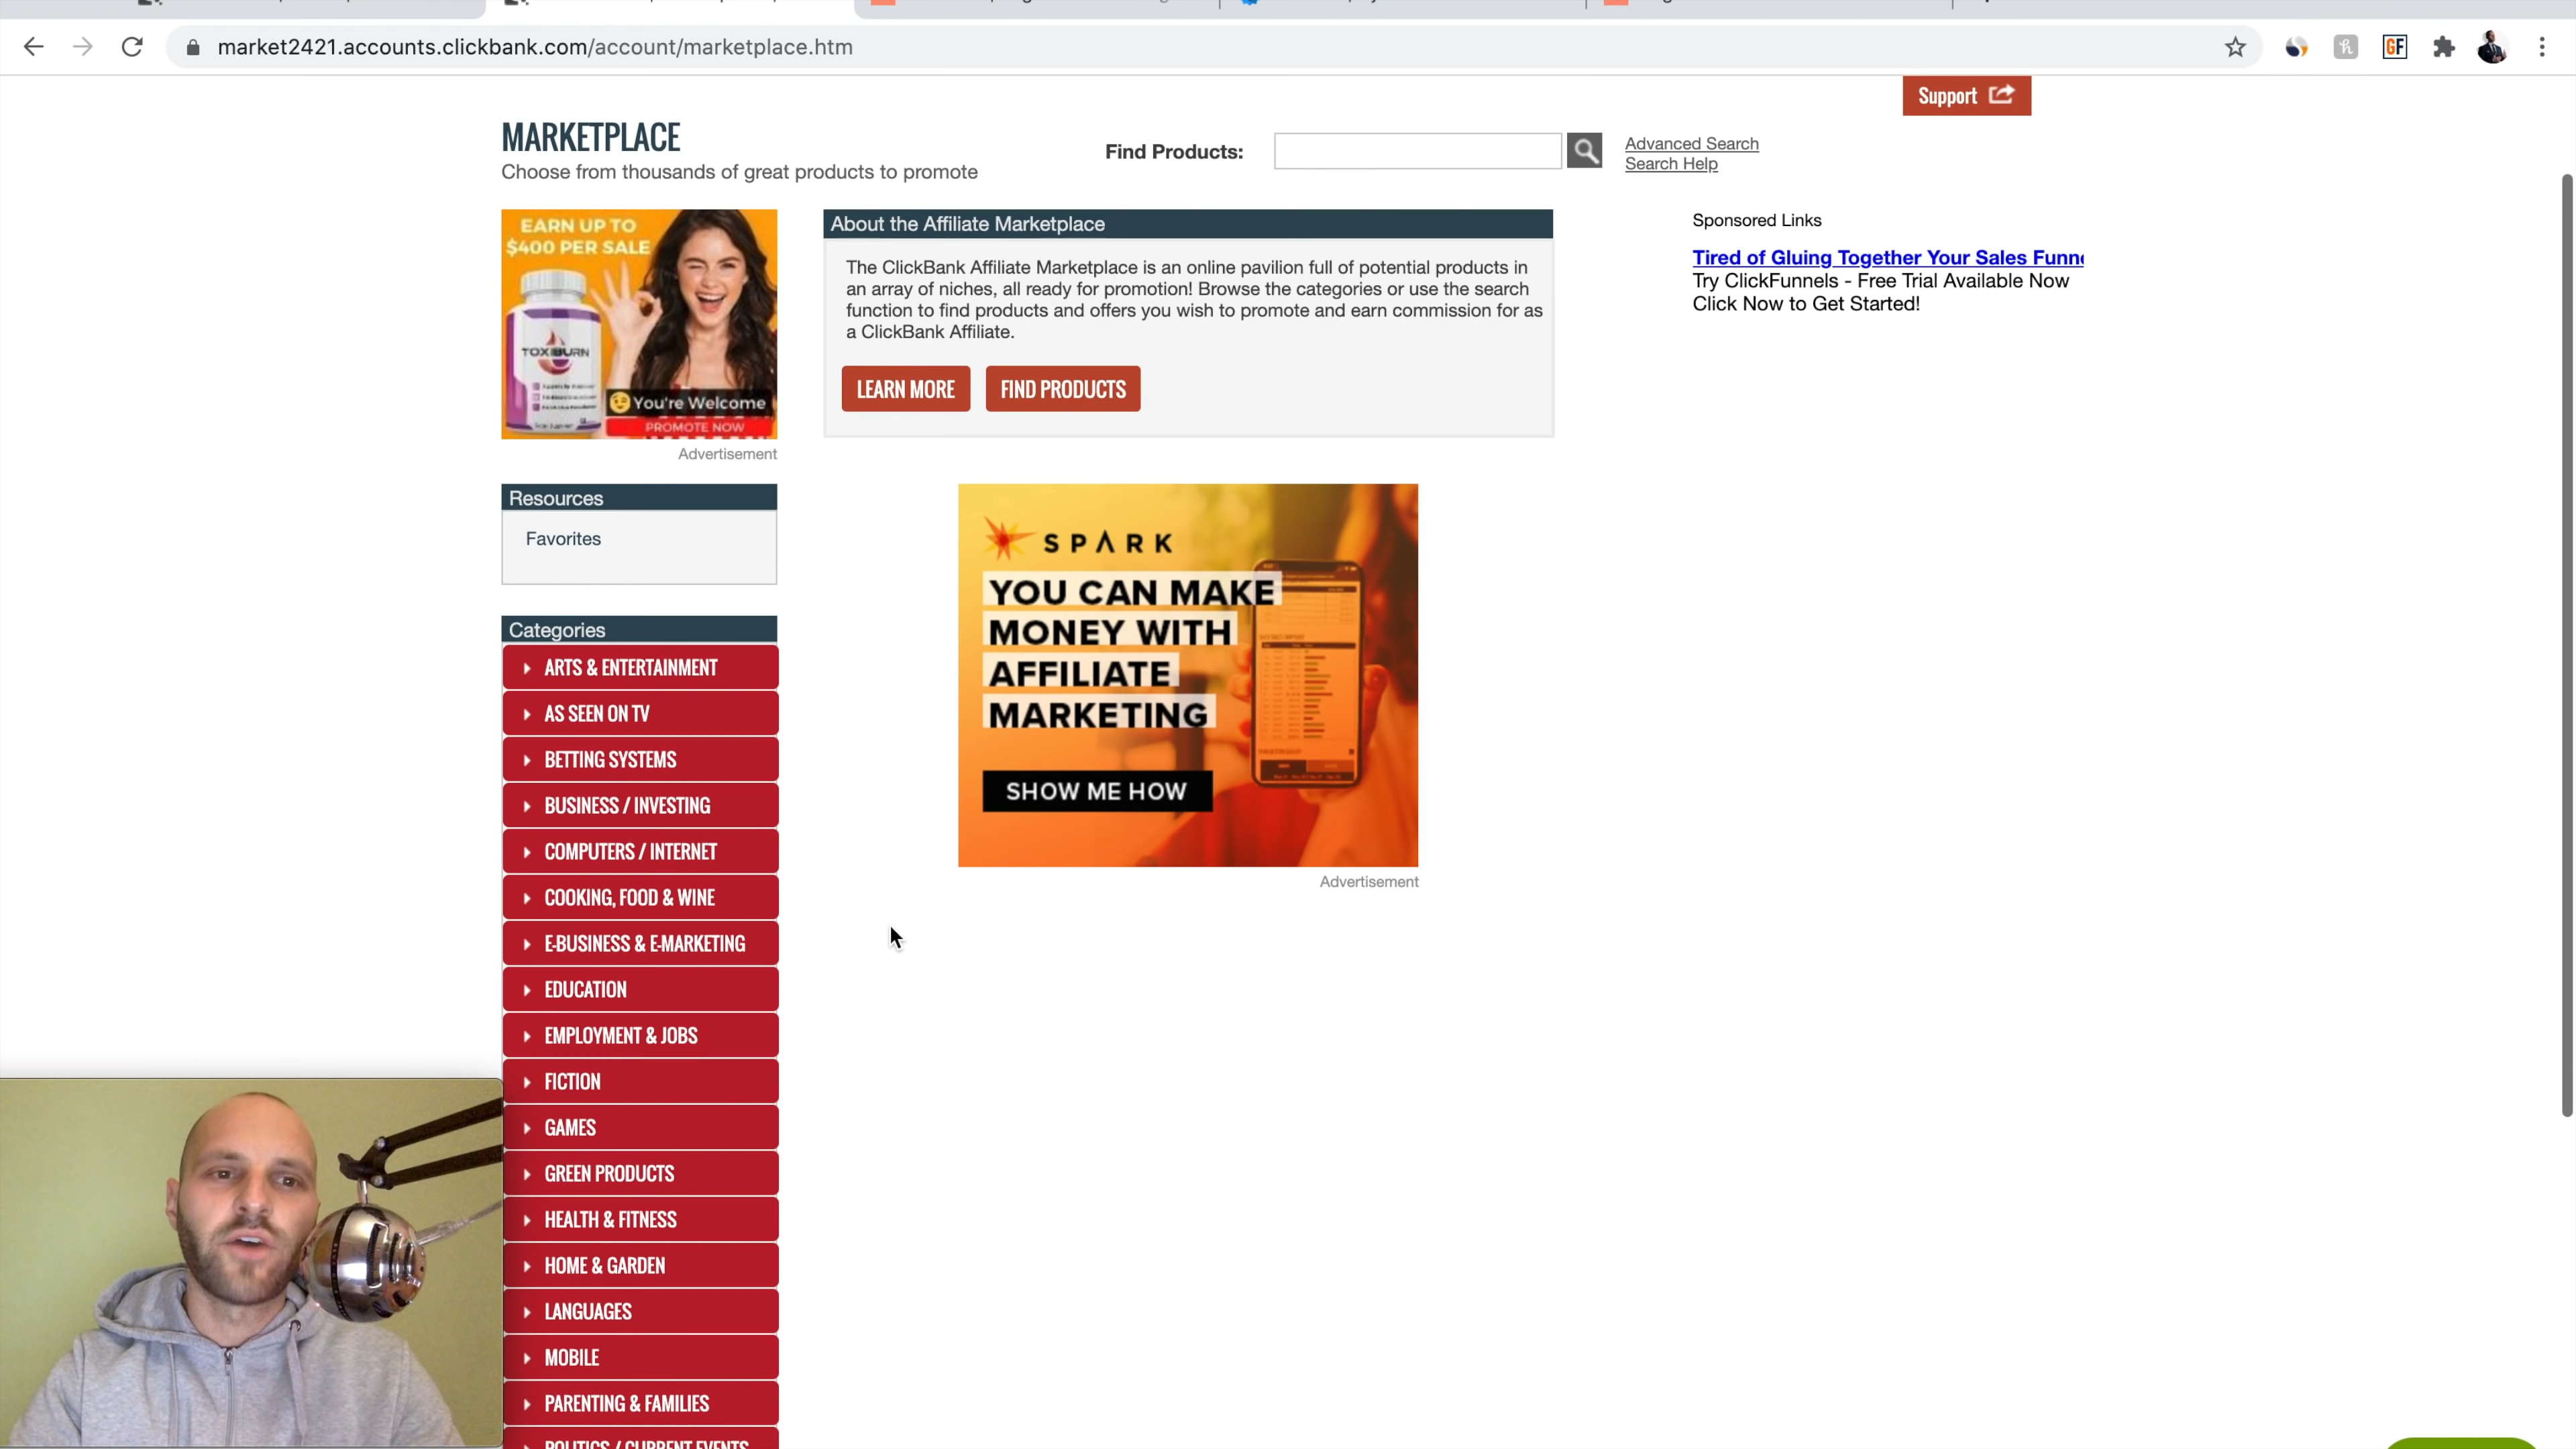 market2421.accounts.clickbank.com/account/marketplace.htm
GF
Support
MARKETPLACE
Choose from thousands of great products to promote
Find Products:
Advanced Search
Search Help
EARN UP TO
$400 PER SALE
TOXIBURN
You're Welcome
PROMOTE NOW
Advertisement
About the Affiliate Marketplace
The ClickBank Affiliate Marketplace is an online pavilion full of potential products in
an array of niches, all ready for promotion! Browse the categories or use the search
function to find products and offers you wish to promote and earn commission for as
a ClickBank Affiliate.
LEARN MORE
FIND PRODUCTS
Sponsored Links
Tired of Gluing Together Your Sales
Try ClickFunnels - Free Trial Available Now
Click Now to Get Started!
Resources
Favorites
SPARK
YOU CAN MAKE
MONEY WITH
AFFILIATE
MARKETING
SHOW ME HOW
Advertisement
Categories
ARTS & ENTERTAINMENT
AS SEEN ON TV
BETTING SYSTEMS
BUSINESS / INVESTING
COMPUTERS / INTERNET
COOKING, FOOD & WINE
E-BUSINESS & E-MARKETING
EDUCATION
EMPLOYMENT & JOBS
FICTION
GAMES
GREEN PRODUCTS
HEALTH & FITNESS
HOME & GARDEN
LANGUAGES
MOBILE
PARENTING & FAMILIES
POLITICS / CURRENT EVENTS